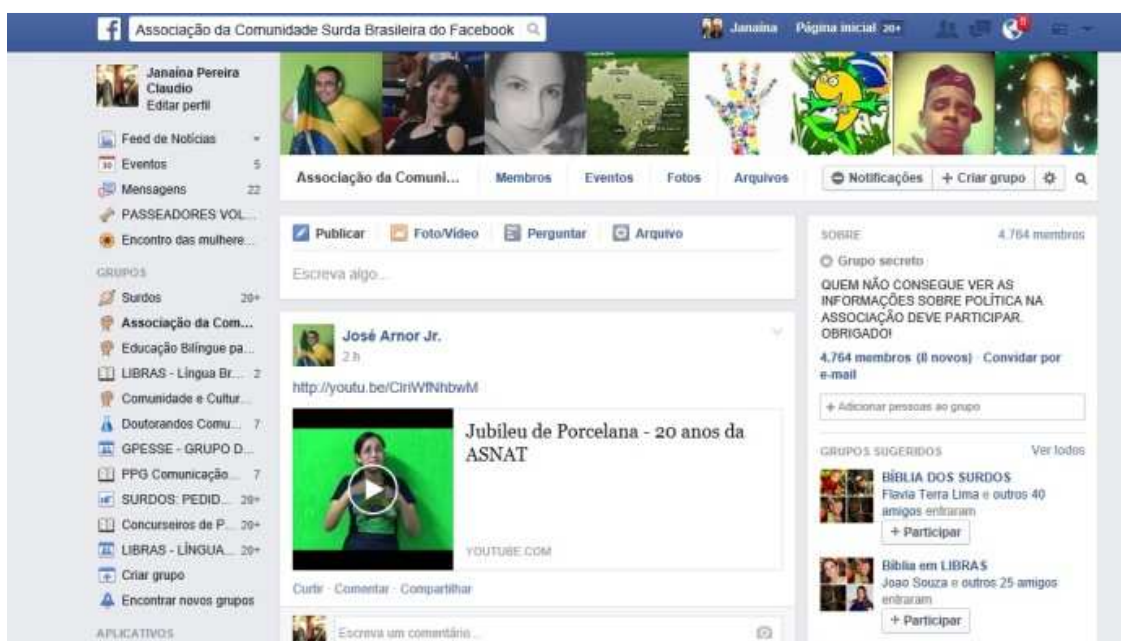 Associação da Comunidade Surda Brasileira do Facebook
Janaína
Página inicial 20+
Janaína Pereira
Claudio
Editar perfil
Feed de Notícias
Eventos 5
Mensagens 22
PASSEADORES VOL...
Encontro das mulhere...
GRUPOS
Surdos 20+
Associação da Com...
Educação Bilíngue pa...
LIBRAS - Língua Br... 2
Comunidade e Cultur...
Doutorandos Comu... 7
GPESSE - GRUPO D...
PPG Comunicação... 7
SURDOS: PEDID... 20+
Concurseiros de P... 20+
LIBRAS - LÍNGUA... 20+
Criar grupo
Encontrar novos grupos
APLICATIVOS
Associação da Comuni...
Membros
Eventos
Fotos
Arquivos
Notificações
+ Criar grupo
Publicar
Foto/Vídeo
Perguntar
Arquivo
Escreva algo...
José Arnor Jr.
2 h
Jubileu de Porcelana - 20 anos da
ASNAT
YOUTUBE.COM
Curtir · Comentar · Compartilhar
Escreva um comentário...
SOBRE 4.764 membros
Grupo secreto
QUEM NÃO CONSEGUE VER AS
INFORMAÇÕES SOBRE POLÍTICA NA
ASSOCIAÇÃO DEVE PARTICIPAR.
OBRIGADO!
4.764 membros (8 novos) · Convidar por
e-mail
+ Adicionar pessoas ao grupo
GRUPOS SUGERIDOS Ver todos
BÍBLIA DOS SURDOS
Flavia Terra Lima e outros 40
amigos entraram
+ Participar
Bíblia em LIBRAS
Joao Souza e outros 25 amigos
entraram
+ Participar